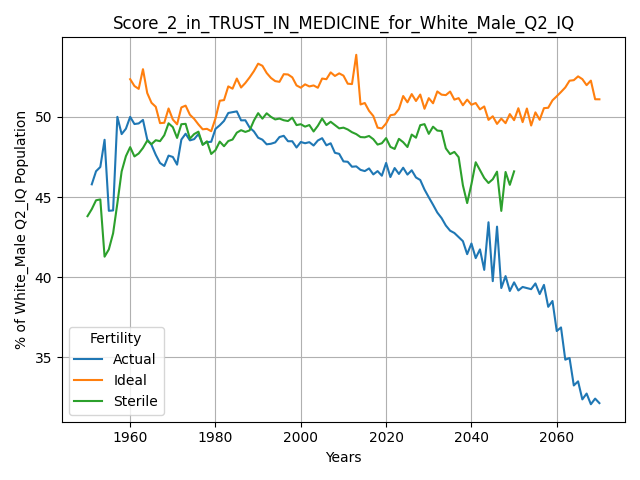 Score_2_in_TRUST_IN_MEDICINE_for_White_Male_Q2_IQ
% of White_Male Q2_IQ Population
50
45
40
35
Fertility
Actual
Ideal
Sterile
1960
1980
2000
2020
2040
2060
Years